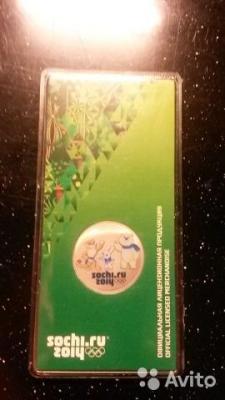 sochi.ru
2014
ОФИЦИАЛЬНАЯ ЛИЦЕНЗИОННАЯ ПРОДУКЦИЯ
OFFICIAL LICENSED MERCHANDISE
sochi.ru
2014
Avito